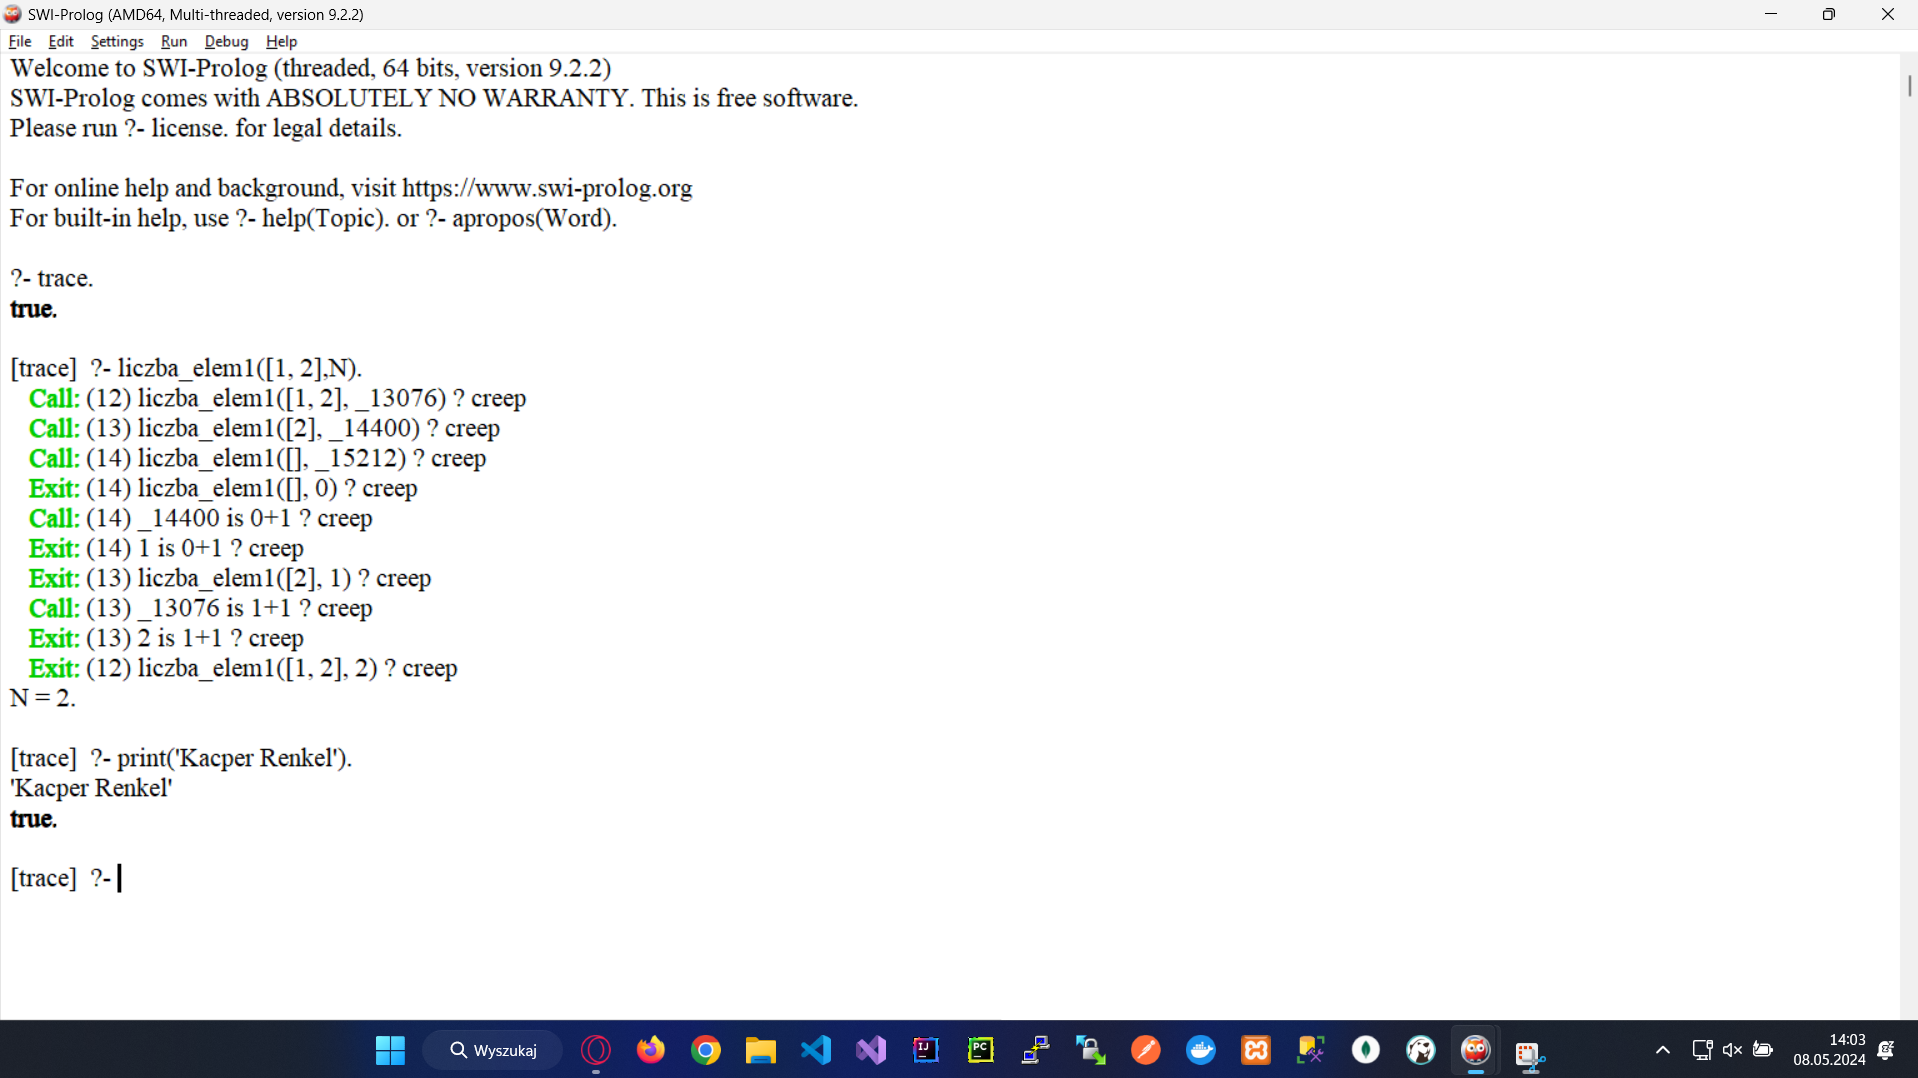 SWI-Prolog (AMD64, Multi-threaded, version 9.2.2)
File Edit Settings Run Debug Help
Welcome to SWI-Prolog (threaded, 64 bits, version 9.2.2)
SWI-Prolog comes with ABSOLUTELY NO WARRANTY. This is free software.
Please run ?- license. for legal details.
For online help and background, visit https://www.swi-prolog.org
For built-in help, use ?- help(Topic). or ?- apropos(Word).
?- trace.
true.
[trace]  ?- liczba_elem1([1, 2],N).
Call: (12) liczba_elem1([1, 2], _13076) ? creep
Call: (13) liczba_elem1([2], _14400) ? creep
Call: (14) liczba_elem1([], _15212) ? creep
Exit: (14) liczba_elem1([], 0) ? creep
Call: (14) _14400 is 0+1 ? creep
Exit: (14) 1 is 0+1 ? creep
Exit: (13) liczba_elem1([2], 1) ? creep
Call: (13) _13076 is 1+1 ? creep
Exit: (13) 2 is 1+1 ? creep
Exit: (12) liczba_elem1([1, 2], 2) ? creep
N = 2.
[trace]  ?- print('Kacper Renkel').
'Kacper Renkel'
true.
[trace]  ?-
Wyszukaj
IJ
PC
14:03
08.05.2024